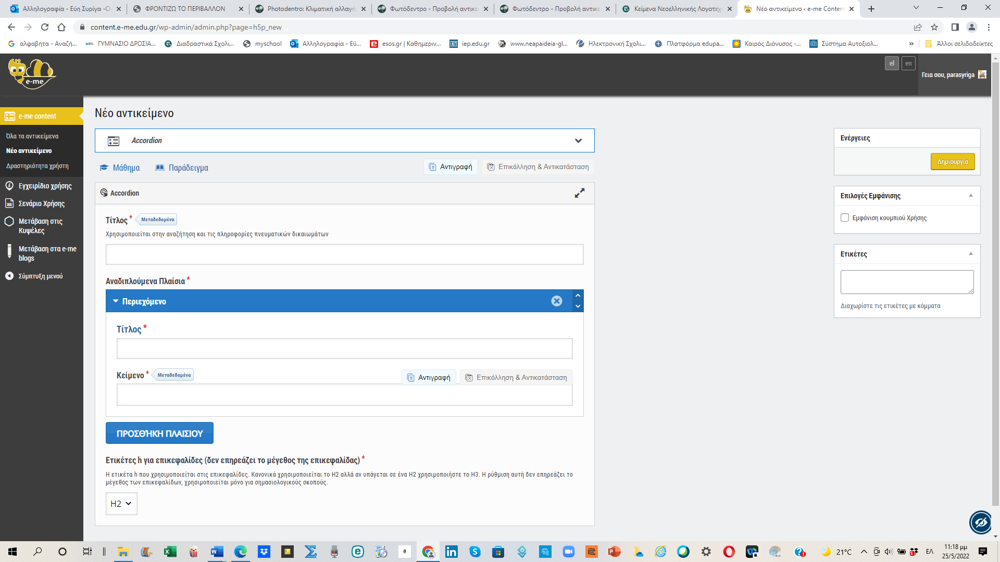 Αλληλογραφία - Εύη Συρίγα -Ou
ΦΡΟΝΤΙΖΩ ΤΟ ΠΕΡΙΒΑΛΛΟΝ
Photodentro: Κλιματική αλλαγή
Φωτόδεντρο - Προβολή αντικει
Φωτόδεντρο - Προβολή αντικε
Κείμενα Νεοελληνικής Λογοτεχν
Νέο αντικείμενο ‹ e-me Content
content.e-me.edu.gr/wp-admin/admin.php?page=h5p_new
αλφαβητα - Αναζή...
ΓΥΜΝΑΣΙΟ ΔΡΟΣΙΑ...
Διαδραστικά Σχολι...
myschool
Αλληλογραφία - Εύ...
esos.gr | Καθημεριν...
iep.edu.gr
www.neapaideia-gl...
Ηλεκτρονική Σχολι...
Πλατφόρμα edupa...
Καιρός Διόνυσος -...
Σύστημα Αυτοξιολ...
»
Άλλοι σελιδοδείκτες
e-me
el
en
Γεια σου, parasyriga
e-me content
Όλα τα αντικείμενα
Νέο αντικείμενο
Δραστηριότητα χρήστη
Εγχειρίδιο χρήσης
Σενάριο Χρήσης
Μετάβαση στις
Κυψέλες
Μετάβαση στα e-me
blogs
Σύμπτυξη μενού
Νέο αντικείμενο
Accordion
Μάθημα
Παράδειγμα
Αντιγραφή
Επικόλληση & Αντικατάσταση
Accordion
Τίτλος *
Μεταδεδομένα
Χρησιμοποιείται στην αναζήτηση και τις πληροφορίες πνευματικών δικαιωμάτων
Αναδιπλούμενα Πλαίσια *
Περιεχόμενο
Τίτλος *
Κείμενο *
Μεταδεδομένα
Αντιγραφή
Επικόλληση & Αντικατάσταση
ΠΡΟΣΘΉΚΗ ΠΛΑΙΣΙΟΥ
Ετικέτες h για επικεφαλίδες (δεν επηρεάζει το μέγεθος της επικεφαλίδας) *
Η ετικέτα h που χρησιμοποιείται στις επικεφαλίδες. Κανονικά χρησιμοποιείται το H2 αλλά αν υπάγεται σε ένα H2 χρησιμοποιήστε το H3. Η ρύθμιση αυτή δεν επηρεάζει το
μέγεθος των επικεφαλίδων, χρησιμοποιείται μόνο για σημασιολογικούς σκοπούς.
H2
Ενέργειες
Δημιουργία
Επιλογές Εμφάνισης
Εμφάνιση κουμπιού Χρήσης
Ετικέτες
Διαχωρίστε τις ετικέτες με κόμματα
21°C
ΕΛ
11:18 μμ
25/5/2022